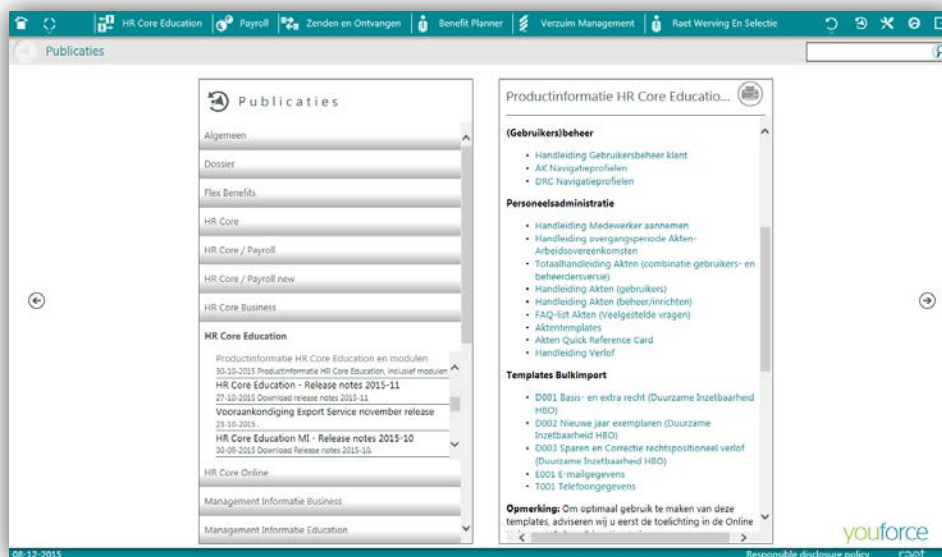 HR Core Education
Payroll
Zenden en Ontvangen
Benefit Planner
Verzuim Management
Raet Werving En Selectie
Publicaties
Publicaties
Algemeen
Dossier
Flex Benefits
HR Core
HR Core / Payroll
HR Core / Payroll new
HR Core Business
HR Core Education
Productinformatie HR Core Education en modulen
30-10-2015 Productinformatie HR Core Education, inclusief modulen
HR Core Education - Release notes 2015-11
27-10-2015 Download release notes 2015-11
Vooraankondiging Export Service november release
23-10-2015 .
HR Core Education MI - Release notes 2015-10
30-09-2015 Download Release notes 2015-10.
HR Core Online
Management Informatie Business
Management Informatie Education
Productinformatie HR Core Educatio...
(Gebruikers)beheer
• Handleiding Gebruikersbeheer klant
• AK Navigatieprofielen
• DRC Navigatieprofielen
Personeelsadministratie
• Handleiding Medewerker aannemen
• Handleiding overgangsperiode Akten-
Arbeidsovereenkomsten
• Totaalhandleiding Akten (combinatie gebruikers- en
beheerdersversie)
• Handleiding Akten (gebruikers)
• Handleiding Akten (beheer/inrichten)
• FAQ-list Akten (Veelgestelde vragen)
• Aktentemplates
• Akten Quick Reference Card
• Handleiding Verlof
Templates Bulkimport
• D001 Basis- en extra recht (Duurzame Inzetbaarheid
HBO)
• D002 Nieuwe jaar exemplaren (Duurzame
Inzetbaarheid HBO)
• D003 Sparen en Correctie rechtspositioneel verlof
(Duurzame Inzetbaarheid HBO)
• E001 E-mailgegevens
• T001 Telefoongegevens
Opmerking: Om optimaal gebruik te maken van deze
templates, adviseren wij u eerst de toelichting in de Online
youforce
08-12-2015
Responsible disclosure policy
raet